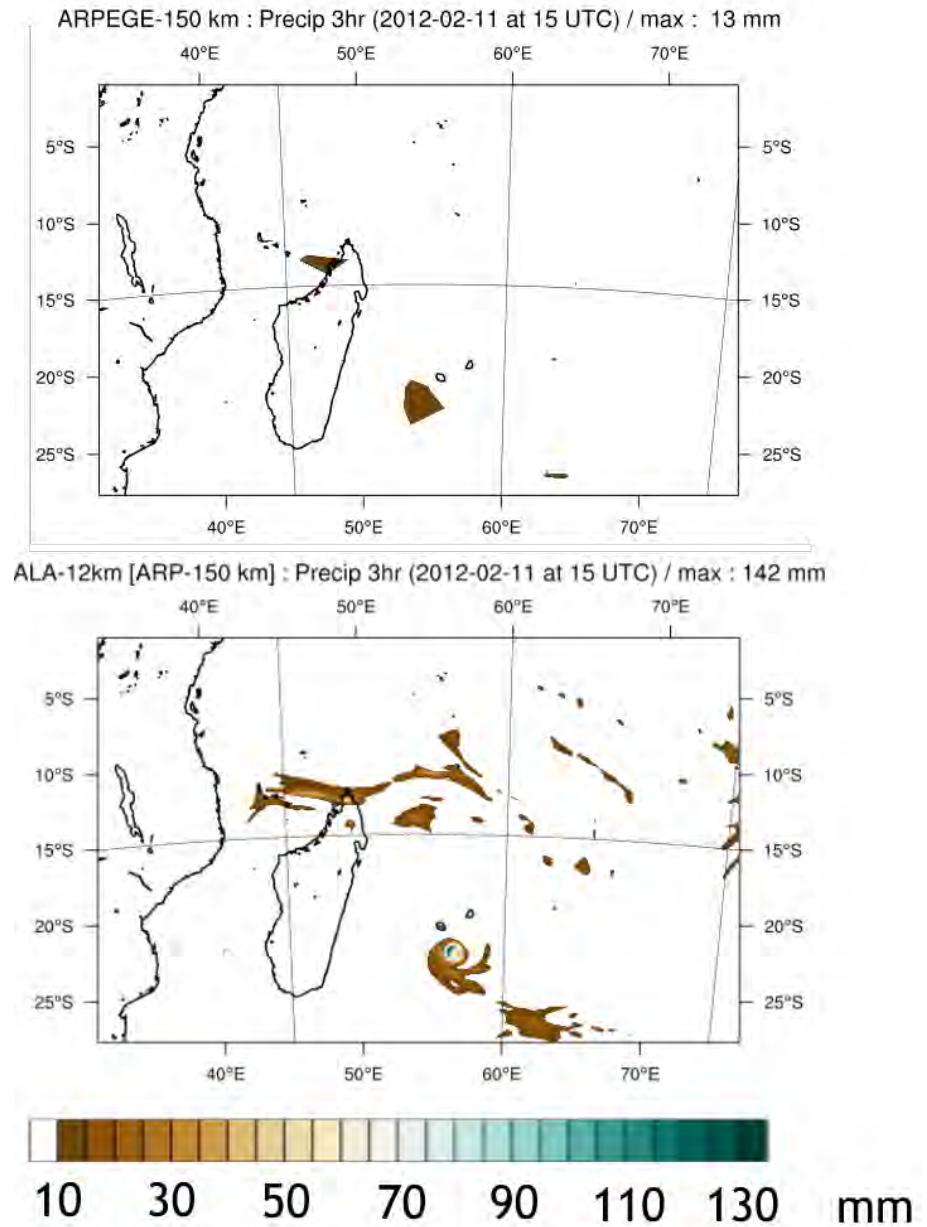 ARPEGE-150 km : Precip 3hr (2012-02-11 at 15 UTC) / max : 13 mm
40°E 50°E 60°E 70°E
5°S 5°S
10°S 10°S
15°S 15°S
20°S 20°S
25°S 25°S
40°E 50°E 60°E 70°E
ALA-12km [ARP-150 km] : Precip 3hr (2012-02-11 at 15 UTC) / max : 142 mm
40°E 50°E 60°E 70°E
5°S 5°S
10°S 10°S
15°S 15°S
20°S 20°S
25°S 25°S
40°E 50°E 60°E 70°E
10 30 50 70 90 110 130 mm